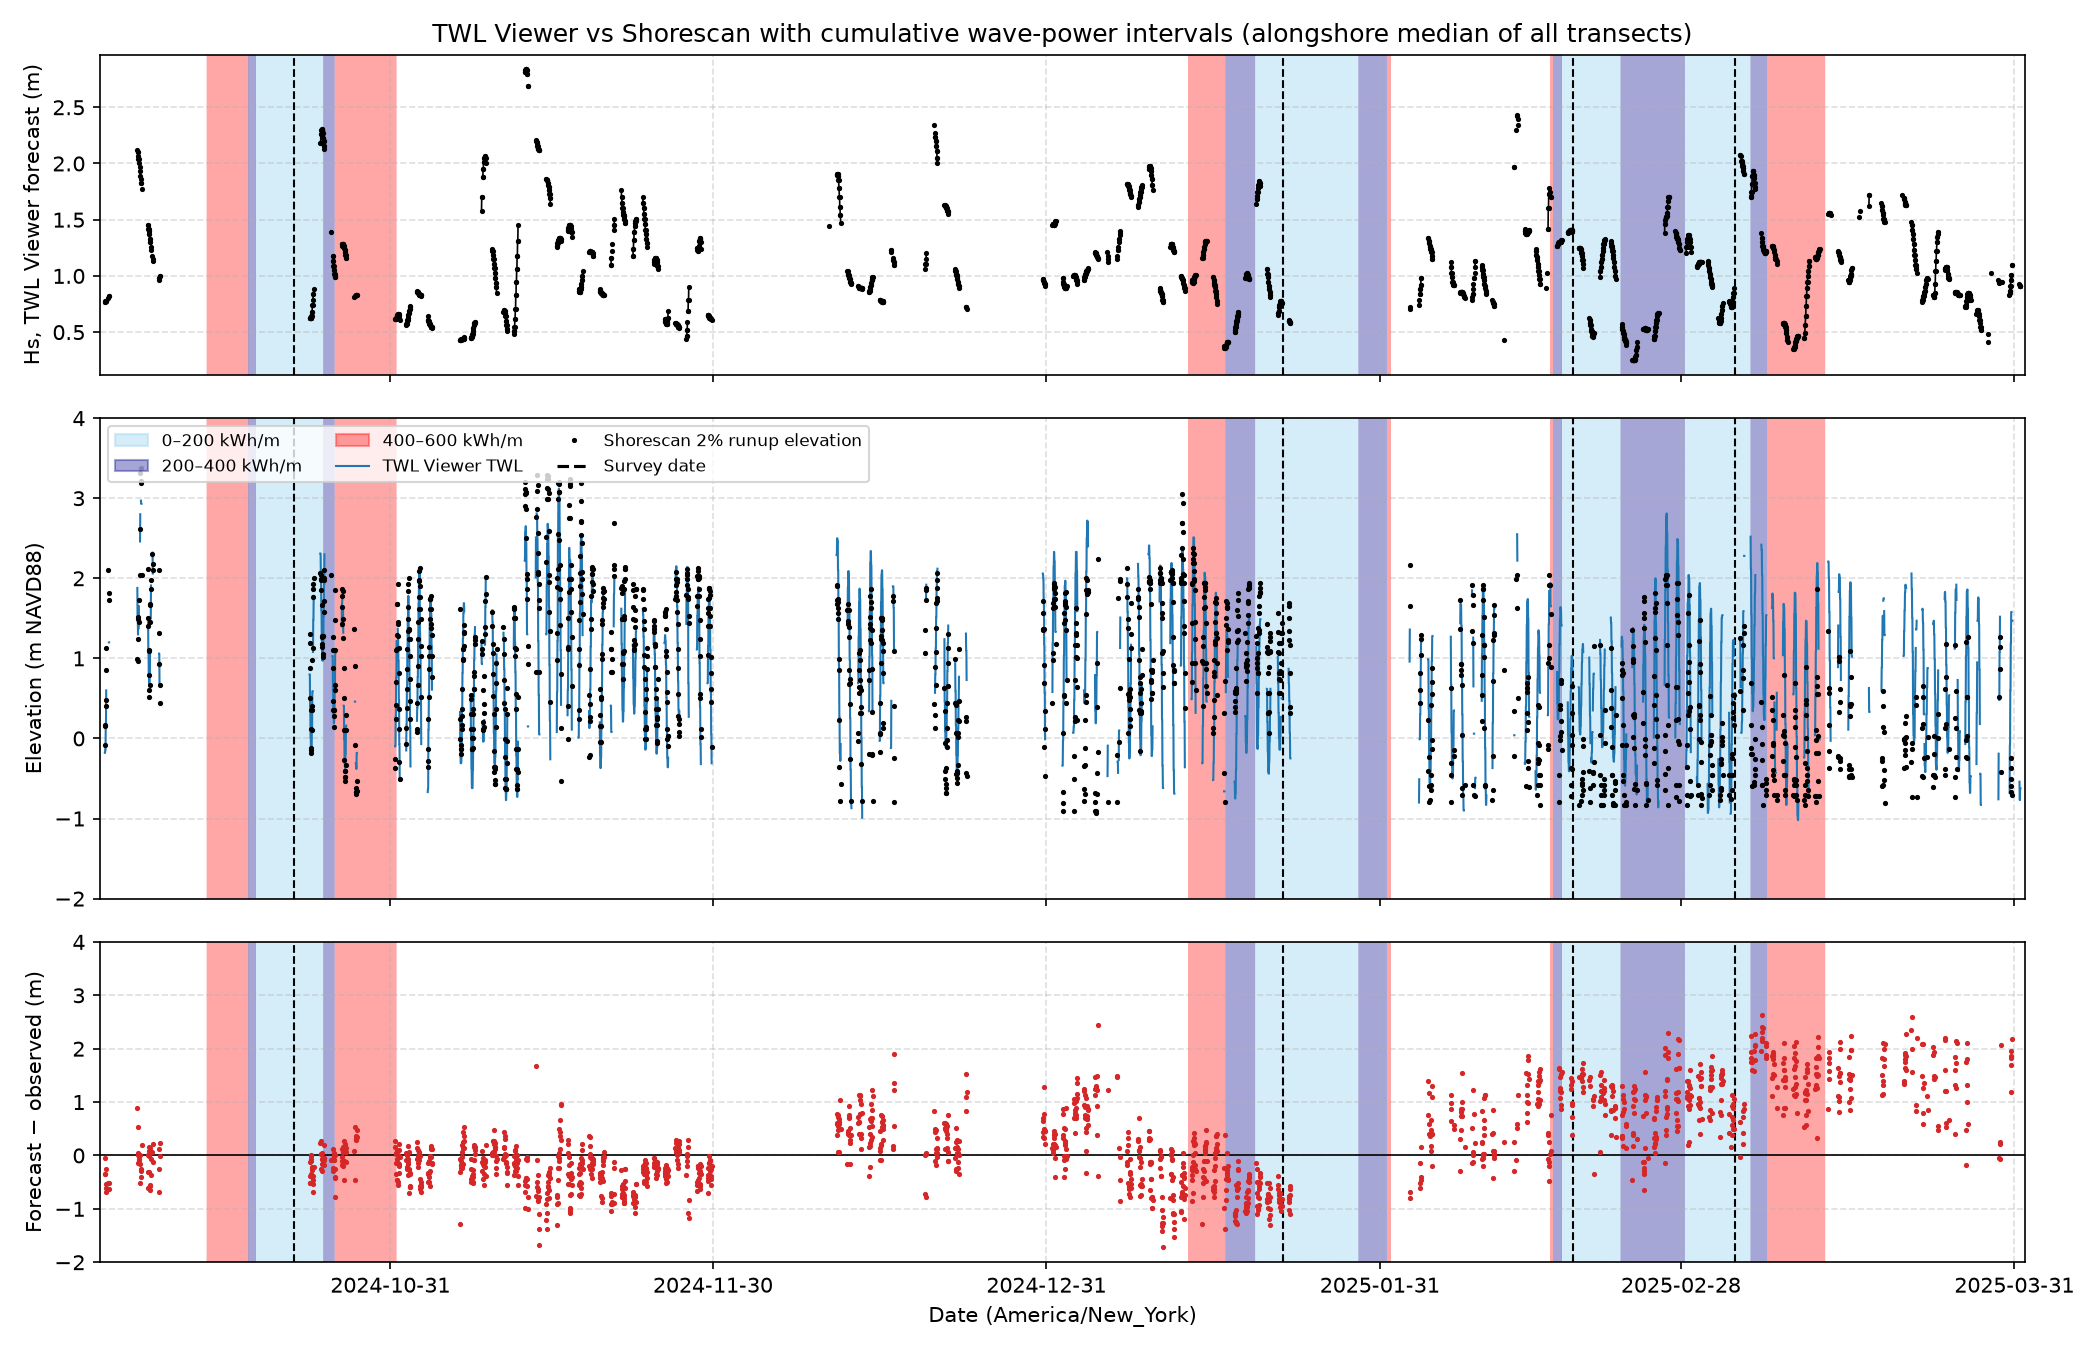 TWL Viewer vs Shorescan with cumulative wave-power intervals (alongshore median of all transects)
Hs, TWL Viewer forecast (m)
2.5
2.0
1.5
1.0
0.5
Elevation (m NAVD88)
4
3
2
1
0
−1
−2
0–200 kWh/m
200–400 kWh/m
400–600 kWh/m
TWL Viewer TWL
Shorescan 2% runup elevation
Survey date
Forecast − observed (m)
4
3
2
1
0
−1
−2
2024-10-31 2024-11-30 2024-12-31 2025-01-31 2025-02-28 2025-03-31
Date (America/New_York)